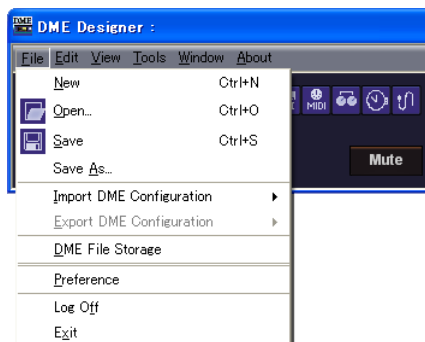 DME Designer :
File Edit View Tools Window About
New Ctrl+N
MIDI
Open... Ctrl+O
Save Ctrl+S
Mute
Save As...
Import DME Configuration
Export DME Configuration
DME File Storage
Preference
Log Off
Exit